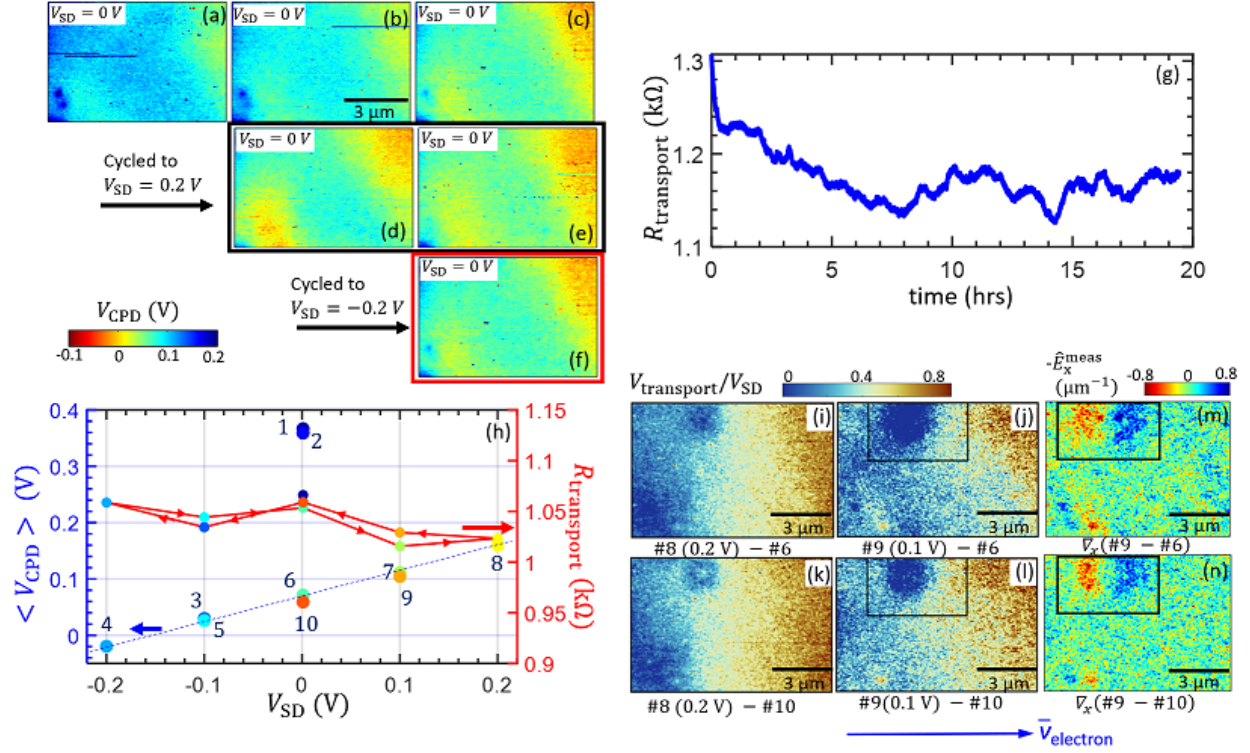 V_SD = 0 V (a)
V_SD = 0 V (b)
3 μm
V_SD = 0 V (c)
Cycled to
V_SD = 0.2 V
V_SD = 0 V
(d)
V_SD = 0 V
(e)
Cycled to
V_SD = −0.2 V
V_SD = 0 V
(f)
V_CPD (V)
-0.1 0 0.1 0.2
(g)
R_transport (kΩ)
1.3
1.2
1.1
0 5 10 15 20
time (hrs)
(h)
< V_CPD > (V)
0.4
0.3
0.2
0.1
0
R_transport (kΩ)
1.15
1.1
1.05
1
0.95
0.9
1
2
3
4
5
6
7
8
9
10
-0.2 -0.1 0 0.1 0.2
V_SD (V)
V_transport/V_SD
0 0.4 0.8
-Ê_x^meas
(μm⁻¹)
-0.8 0 0.8
(i)
3 μm
#8 (0.2 V) − #6
(j)
3 μm
#9 (0.1 V) − #6
(m)
3 μm
∇_x(#9 − #6)
(k)
3 μm
#8 (0.2 V) − #10
(l)
3 μm
#9(0.1 V) − #10
(n)
3 μm
∇_x(#9 − #10)
v̅_electron